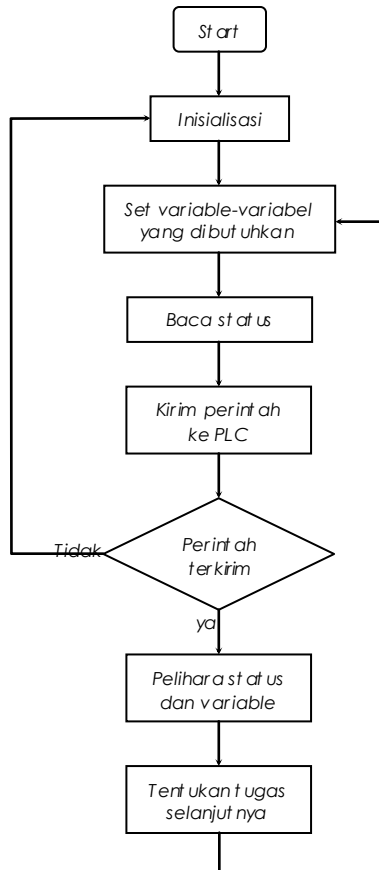 Start
Inisialisasi
Set variable-variabel
yang dibutuhkan
Baca status
Kirim perintah
ke PLC
Tidak
Perintah
terkirim
ya
Pelihara status
dan variable
Tentukan tugas
selanjutnya